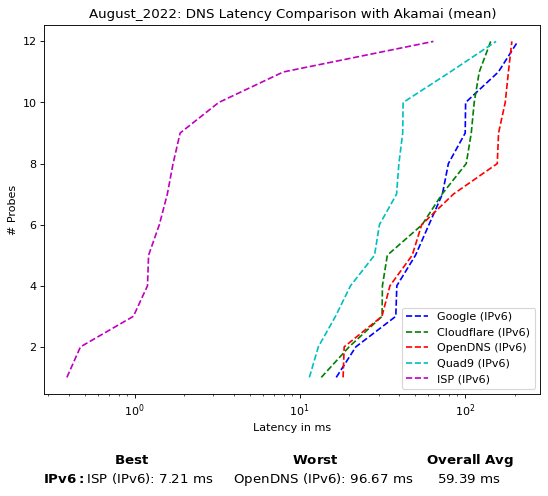 August_2022: DNS Latency Comparison with Akamai (mean)
12
10
8
6
4
2
# Probes
10⁰
10¹
10²
Latency in ms
Google (IPv6)
Cloudflare (IPv6)
OpenDNS (IPv6)
Quad9 (IPv6)
ISP (IPv6)
Best Worst Overall Avg
IPv6: ISP (IPv6): 7.21 ms OpenDNS (IPv6): 96.67 ms 59.39 ms